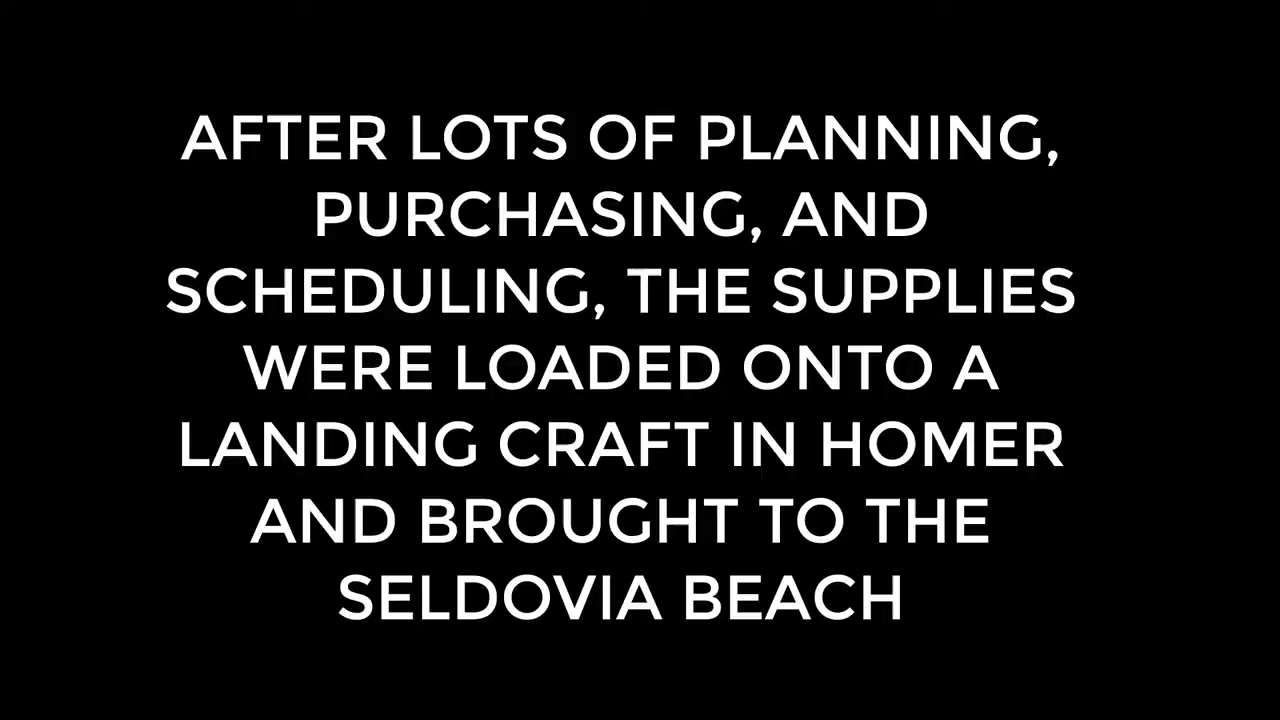 AFTER LOTS OF PLANNING,
PURCHASING, AND
SCHEDULING, THE SUPPLIES
WERE LOADED ONTO A
LANDING CRAFT IN HOMER
AND BROUGHT TO THE
SELDOVIA BEACH